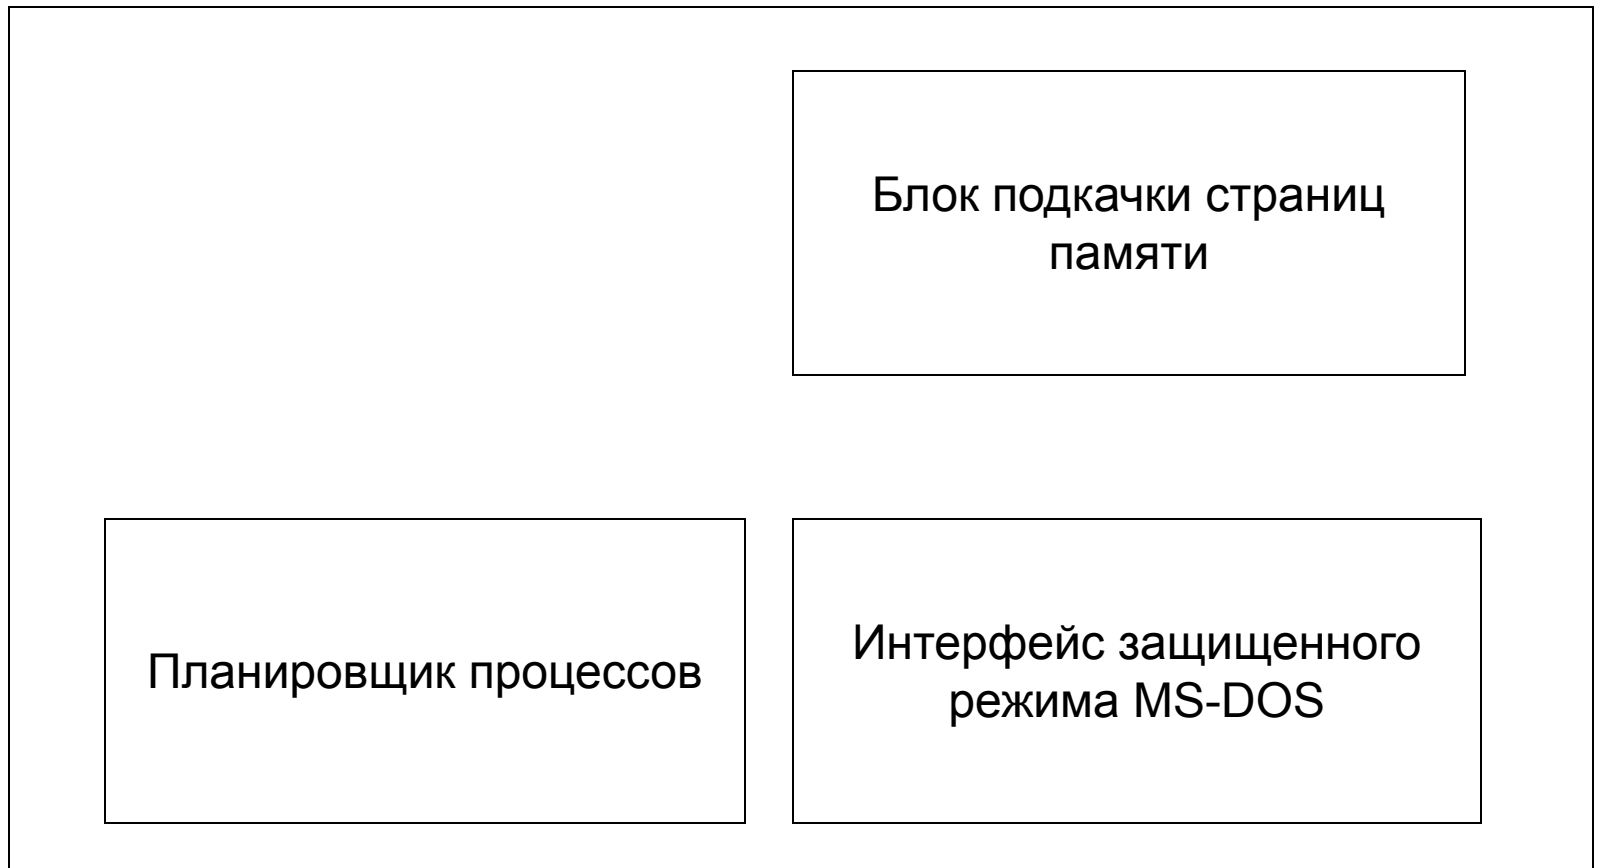 Блок подкачки страниц
памяти
Планировщик процессов
Интерфейс защищенного
режима MS-DOS